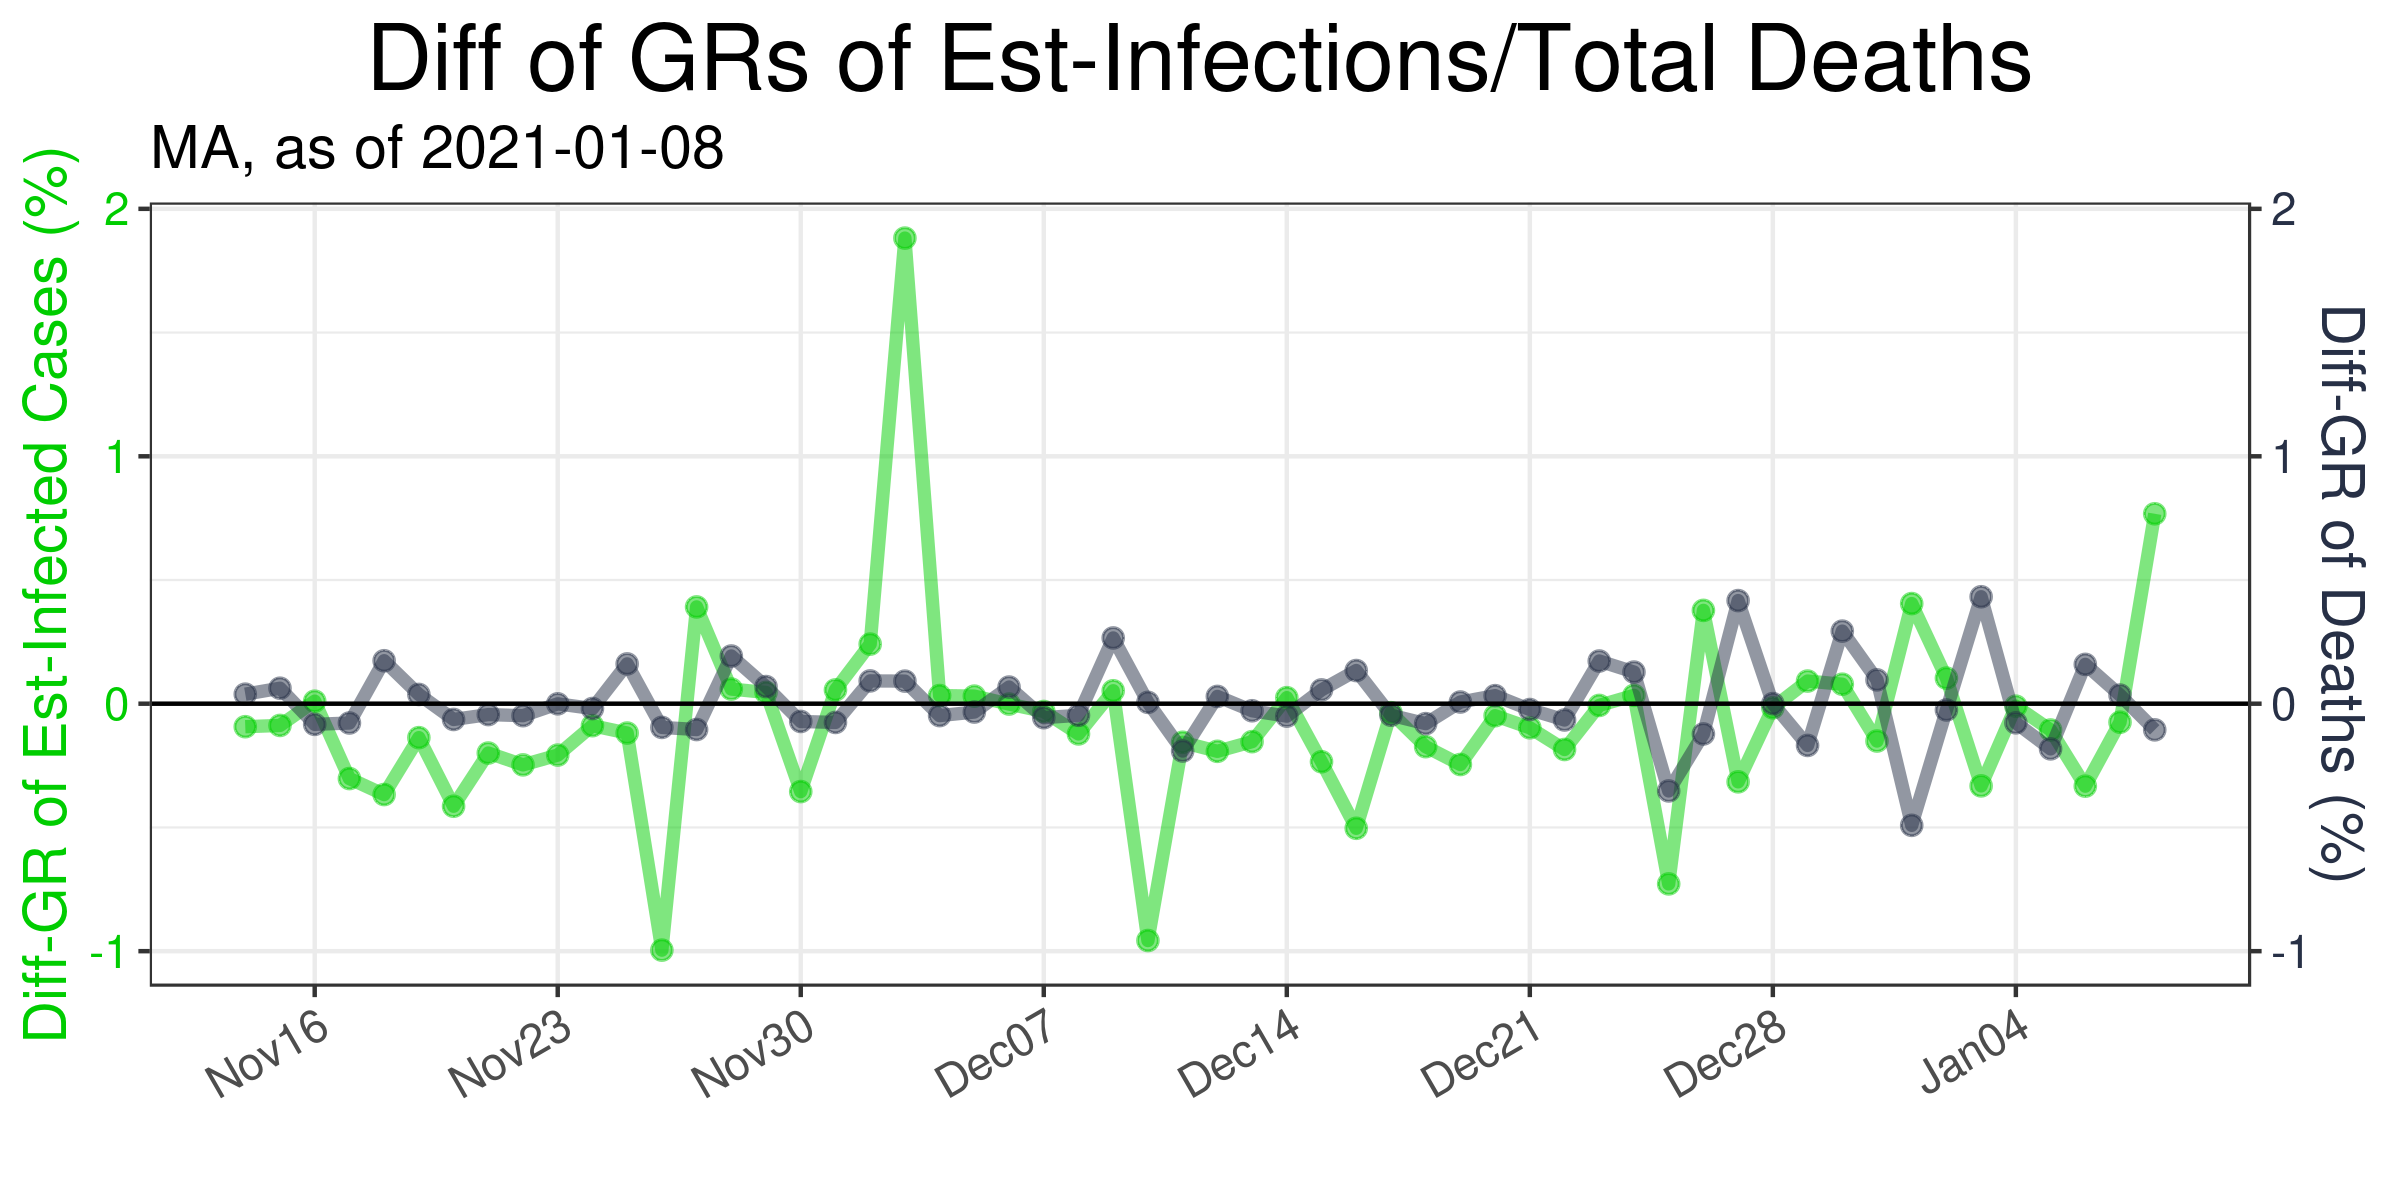 Diff of GRs of Est-Infections/Total Deaths
MA, as of 2021-01-08
Diff-GR of Est-Infected Cases (%)
2
1
0
-1
2
1
0
-1
Diff-GR of Deaths (%)
Nov16
Nov23
Nov30
Dec07
Dec14
Dec21
Dec28
Jan04